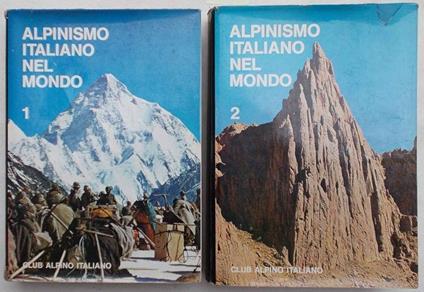 ALPINISMO
ITALIANO
NEL
MONDO
1
CLUB ALPINO ITALIANO
ALPINISMO
ITALIANO
NEL
MONDO
2
CLUB ALPINO ITALIANO